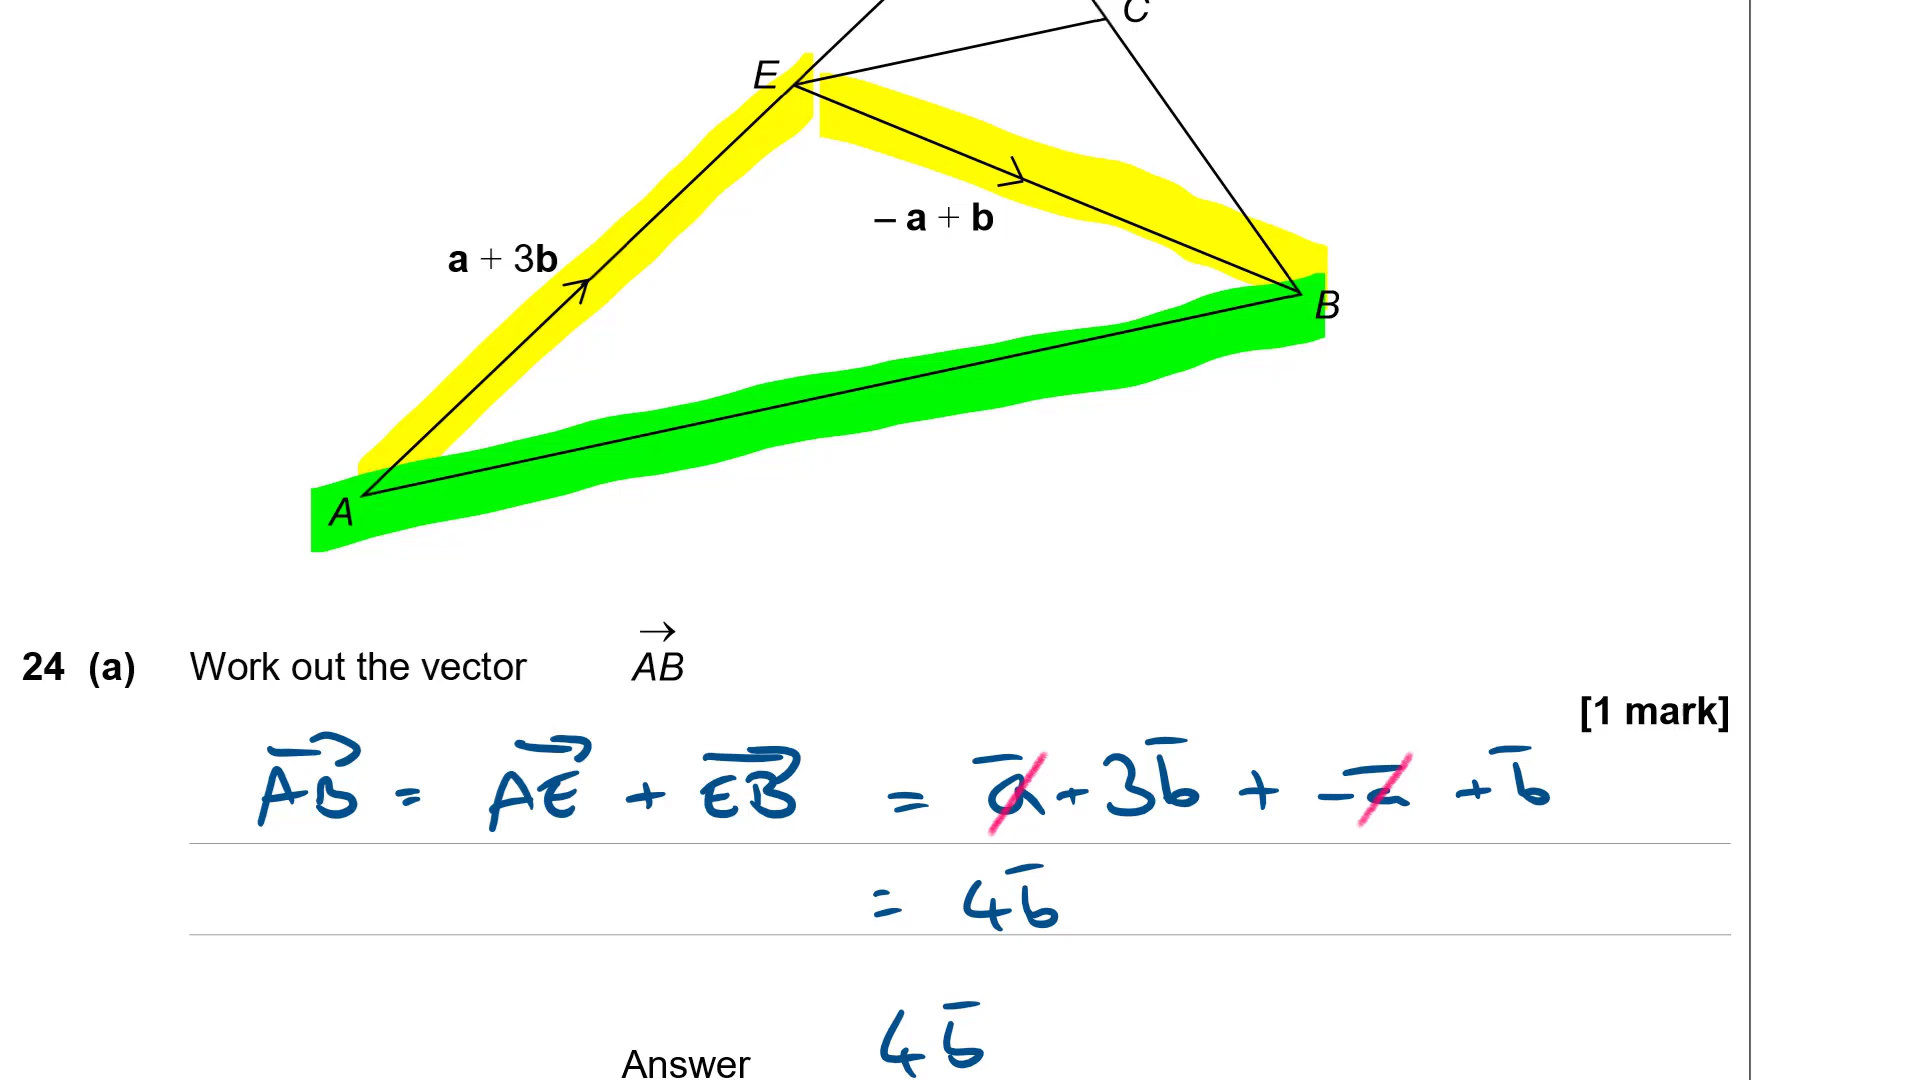 C
E
– a + b
a + 3b
B
A
24 (a) Work out the vector →AB
[1 mark]
→AB = →AE + →EB = a̅ + 3b̅ + -a̅ + b̅
= 4b̅
Answer 4b̅